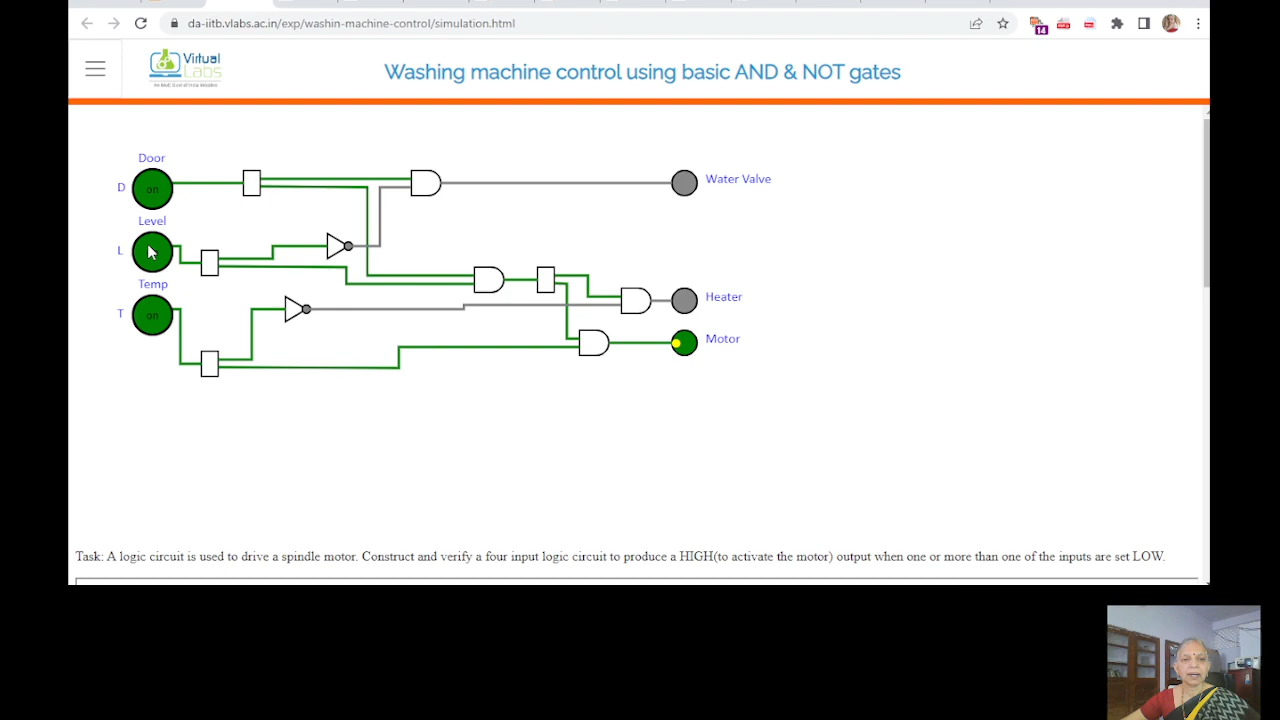 da-iitb.vlabs.ac.in/exp/washin-machine-control/simulation.html
14
Virtual
Labs
Washing machine control using basic AND & NOT gates
Door
D
on
Water Valve
Level
L
Temp
T
on
Heater
Motor
Task: A logic circuit is used to drive a spindle motor. Construct and verify a four input logic circuit to produce a HIGH(to activate the motor) output when one or more than one of the inputs are set LOW.